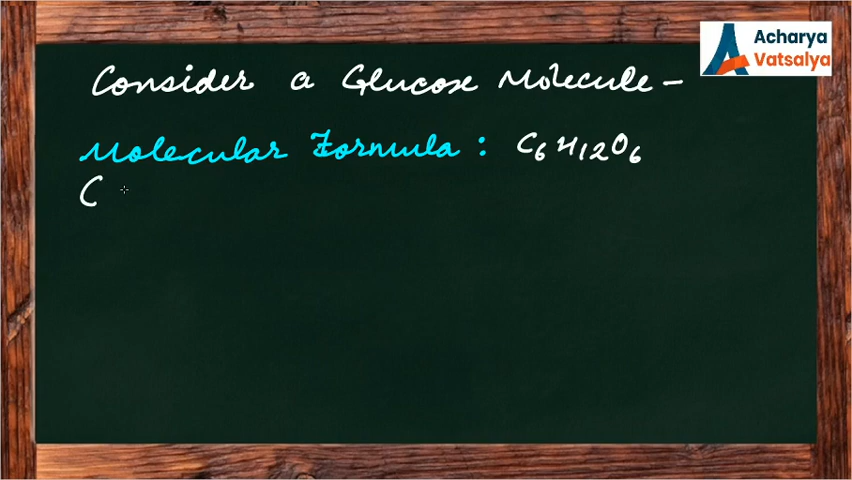 Acharya
Vatsalya
Consider a Glucose Molecule -
Molecular Formula : C6H12O6
C